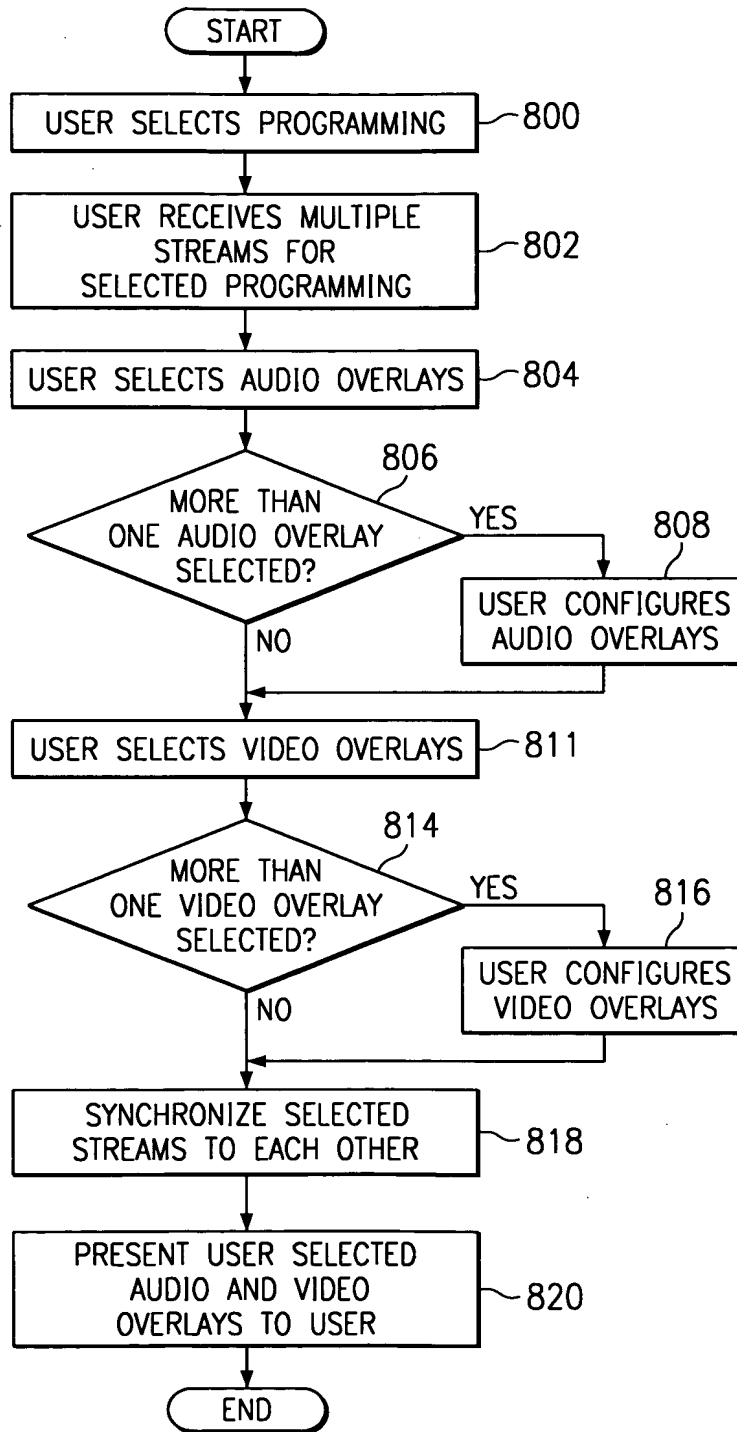 START
USER SELECTS PROGRAMMING
800
USER RECEIVES MULTIPLE
STREAMS FOR
SELECTED PROGRAMMING
802
USER SELECTS AUDIO OVERLAYS
804
806
MORE THAN
ONE AUDIO OVERLAY
SELECTED?
YES
808
USER CONFIGURES
AUDIO OVERLAYS
NO
USER SELECTS VIDEO OVERLAYS
811
814
MORE THAN
ONE VIDEO OVERLAY
SELECTED?
YES
816
USER CONFIGURES
VIDEO OVERLAYS
NO
SYNCHRONIZE SELECTED
STREAMS TO EACH OTHER
818
PRESENT USER SELECTED
AUDIO AND VIDEO
OVERLAYS TO USER
820
END